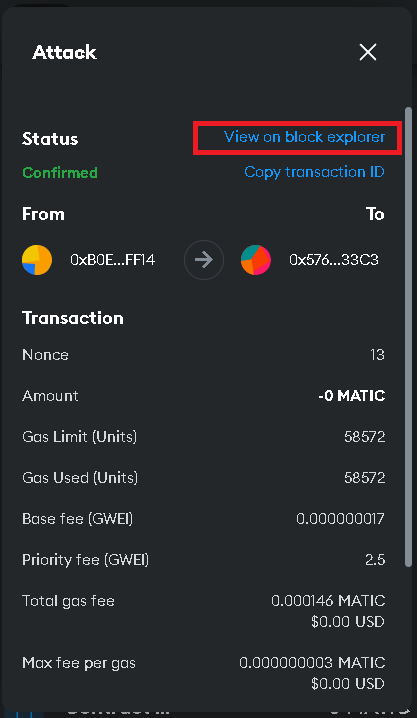 Attack
Status
View on block explorer
Confirmed
Copy transaction ID
From
To
0xB0E...FF14
0x576...33C3
Transaction
Nonce
13
Amount
-0 MATIC
Gas Limit (Units)
58572
Gas Used (Units)
58572
Base fee (GWEI)
0.000000017
Priority fee (GWEI)
2.5
Total gas fee
0.000146 MATIC
$0.00 USD
Max fee per gas
0.000000003 MATIC
$0.00 USD